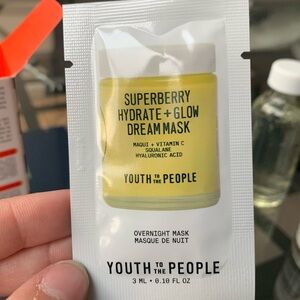 SUPERBERRY
HYDRATE + GLOW
DREAM MASK
MAQUI + VITAMIN C
SQUALANE
HYALURONIC ACID
YOUTH TO THE PEOPLE
OVERNIGHT MASK
MASQUE DE NUIT
YOUTH TO THE PEOPLE
3 ML • 0.10 FL OZ